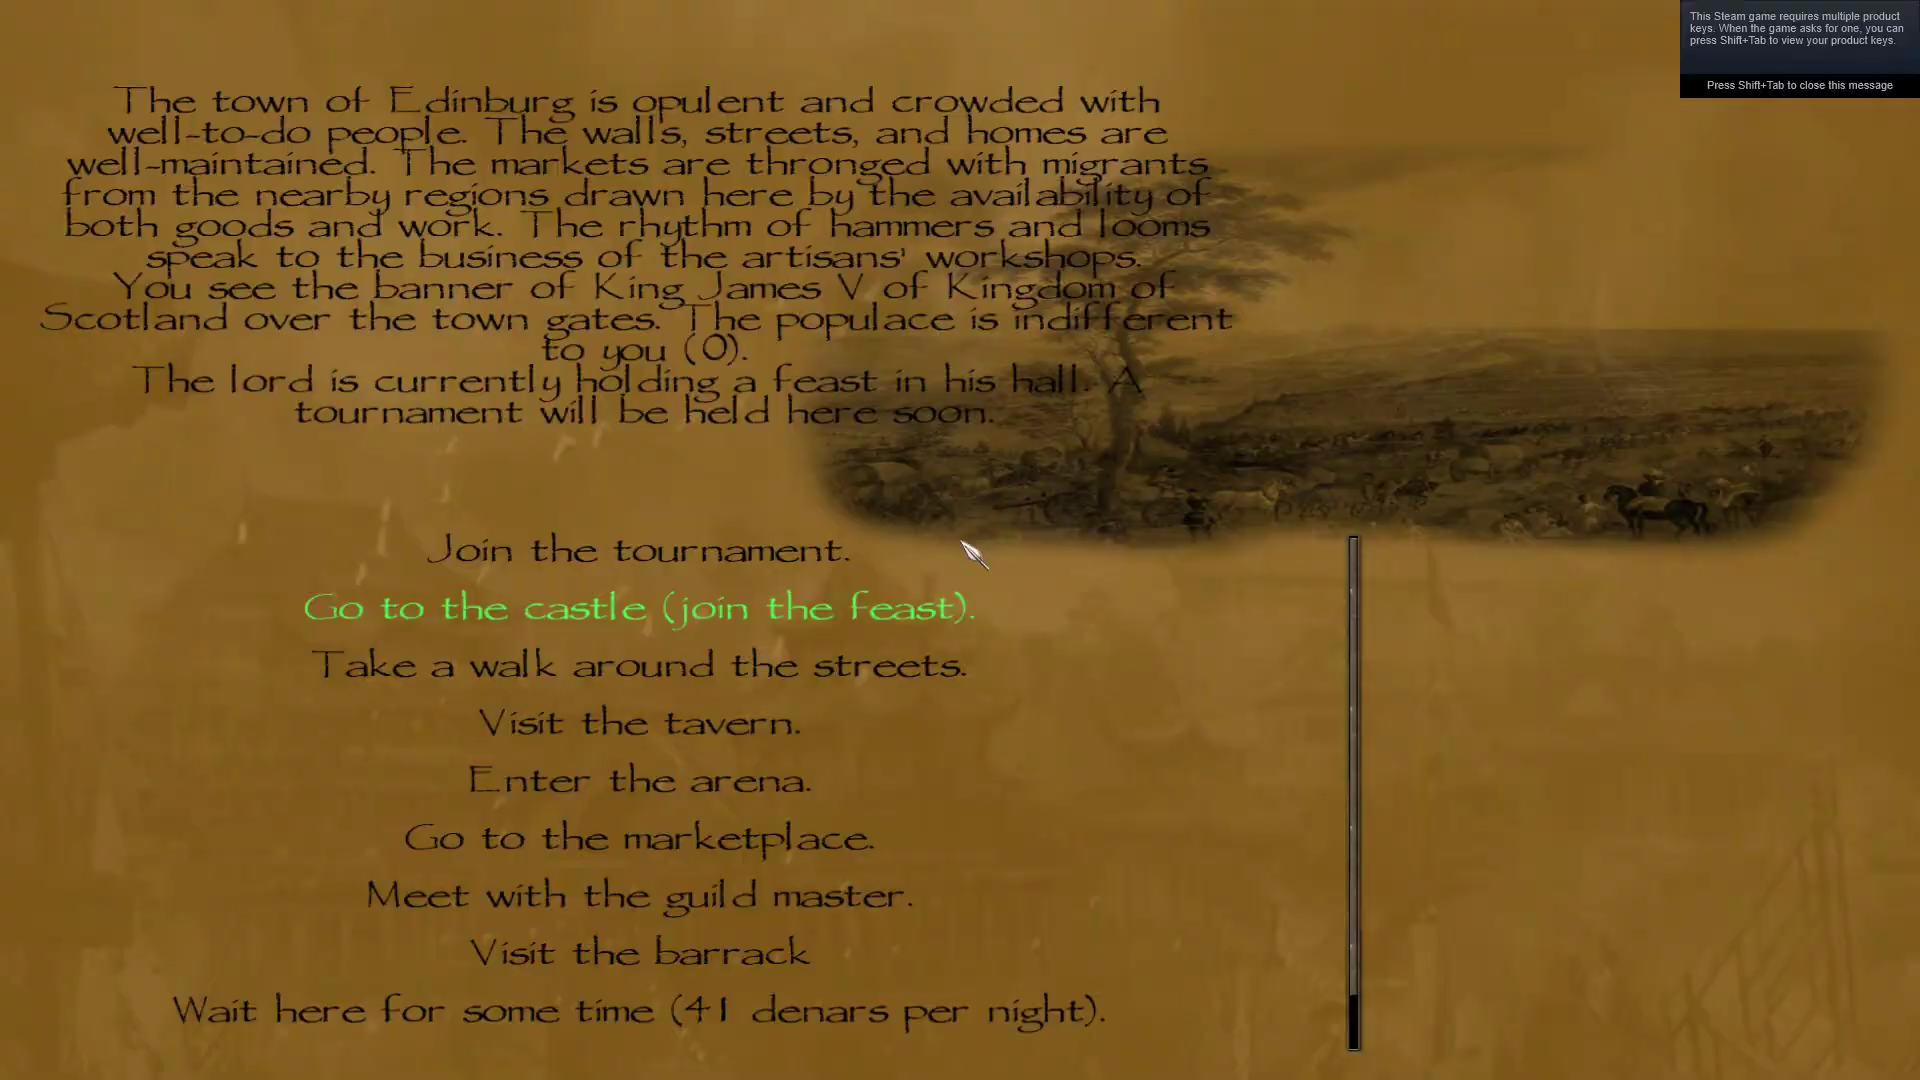 This Steam game requires multiple product
keys. When the game asks for one, you can
press Shift+Tab to view your product keys.
Press Shift+Tab to close this message
The town of Edinburg is opulent and crowded with
well-to-do people. The walls, streets, and homes are
well-maintained. The markets are thronged with migrants
from the nearby regions drawn here by the availability of
both goods and work. The rhythm of hammers and looms
speak to the business of the artisans' workshops.
You see the banner of King James V of Kingdom of
Scotland over the town gates. The populace is indifferent
to you (0).
The lord is currently holding a feast in his hall. A
tournament will be held here soon.
Join the tournament.
Go to the castle (join the feast).
Take a walk around the streets.
Visit the tavern.
Enter the arena.
Go to the marketplace.
Meet with the guild master.
Visit the barrack
Wait here for some time (41 denars per night).